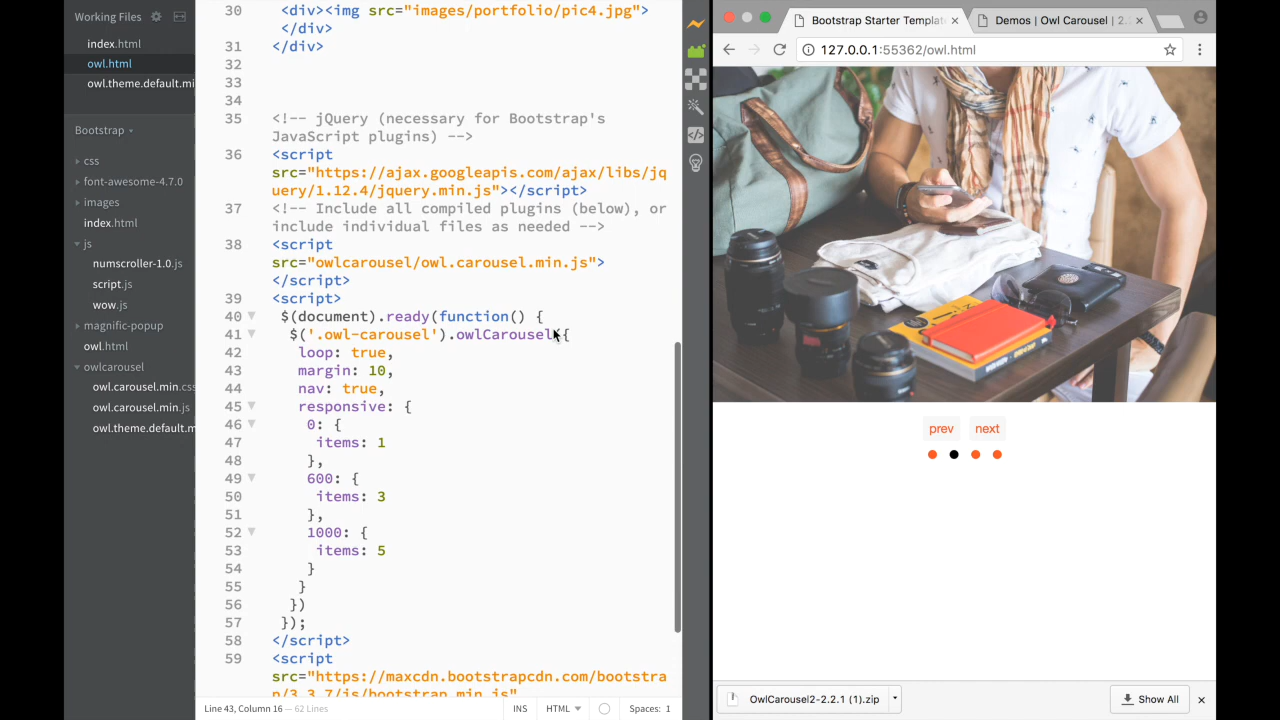 Working Files
index.html
owl.html
owl.theme.default.mi
Bootstrap
css
font-awesome-4.7.0
images
index.html
js
numscroller-1.0.js
script.js
wow.js
magnific-popup
owl.html
owlcarousel
owl.carousel.min.css
owl.carousel.min.js
owl.theme.default.m
30 <div><img src="images/portfolio/pic4.jpg">
</div>
31 </div>
32
33
34
35 <!-- jQuery (necessary for Bootstrap's
JavaScript plugins) -->
36 <script
src="https://ajax.googleapis.com/ajax/libs/jq
uery/1.12.4/jquery.min.js"></script>
37 <!-- Include all compiled plugins (below), or
include individual files as needed -->
38 <script
src="owlcarousel/owl.carousel.min.js">
</script>
39 <script>
40 $(document).ready(function() {
41 $('.owl-carousel').owlCarousel({
42 loop: true,
43 margin: 10,
44 nav: true,
45 responsive: {
46 0: {
47 items: 1
48 },
49 600: {
50 items: 3
51 },
52 1000: {
53 items: 5
54 }
55 }
56 })
57 });
58 </script>
59 <script
src="https://maxcdn.bootstrapcdn.com/bootstra
p/3.3.7/js/bootstrap.min.js"
Line 43, Column 16 — 62 Lines
INS
HTML
Spaces: 1
Bootstrap Starter Templat
Demos | Owl Carousel | 2.
127.0.0.1:55362/owl.html
prev
next
OwlCarousel2-2.2.1 (1).zip
Show All